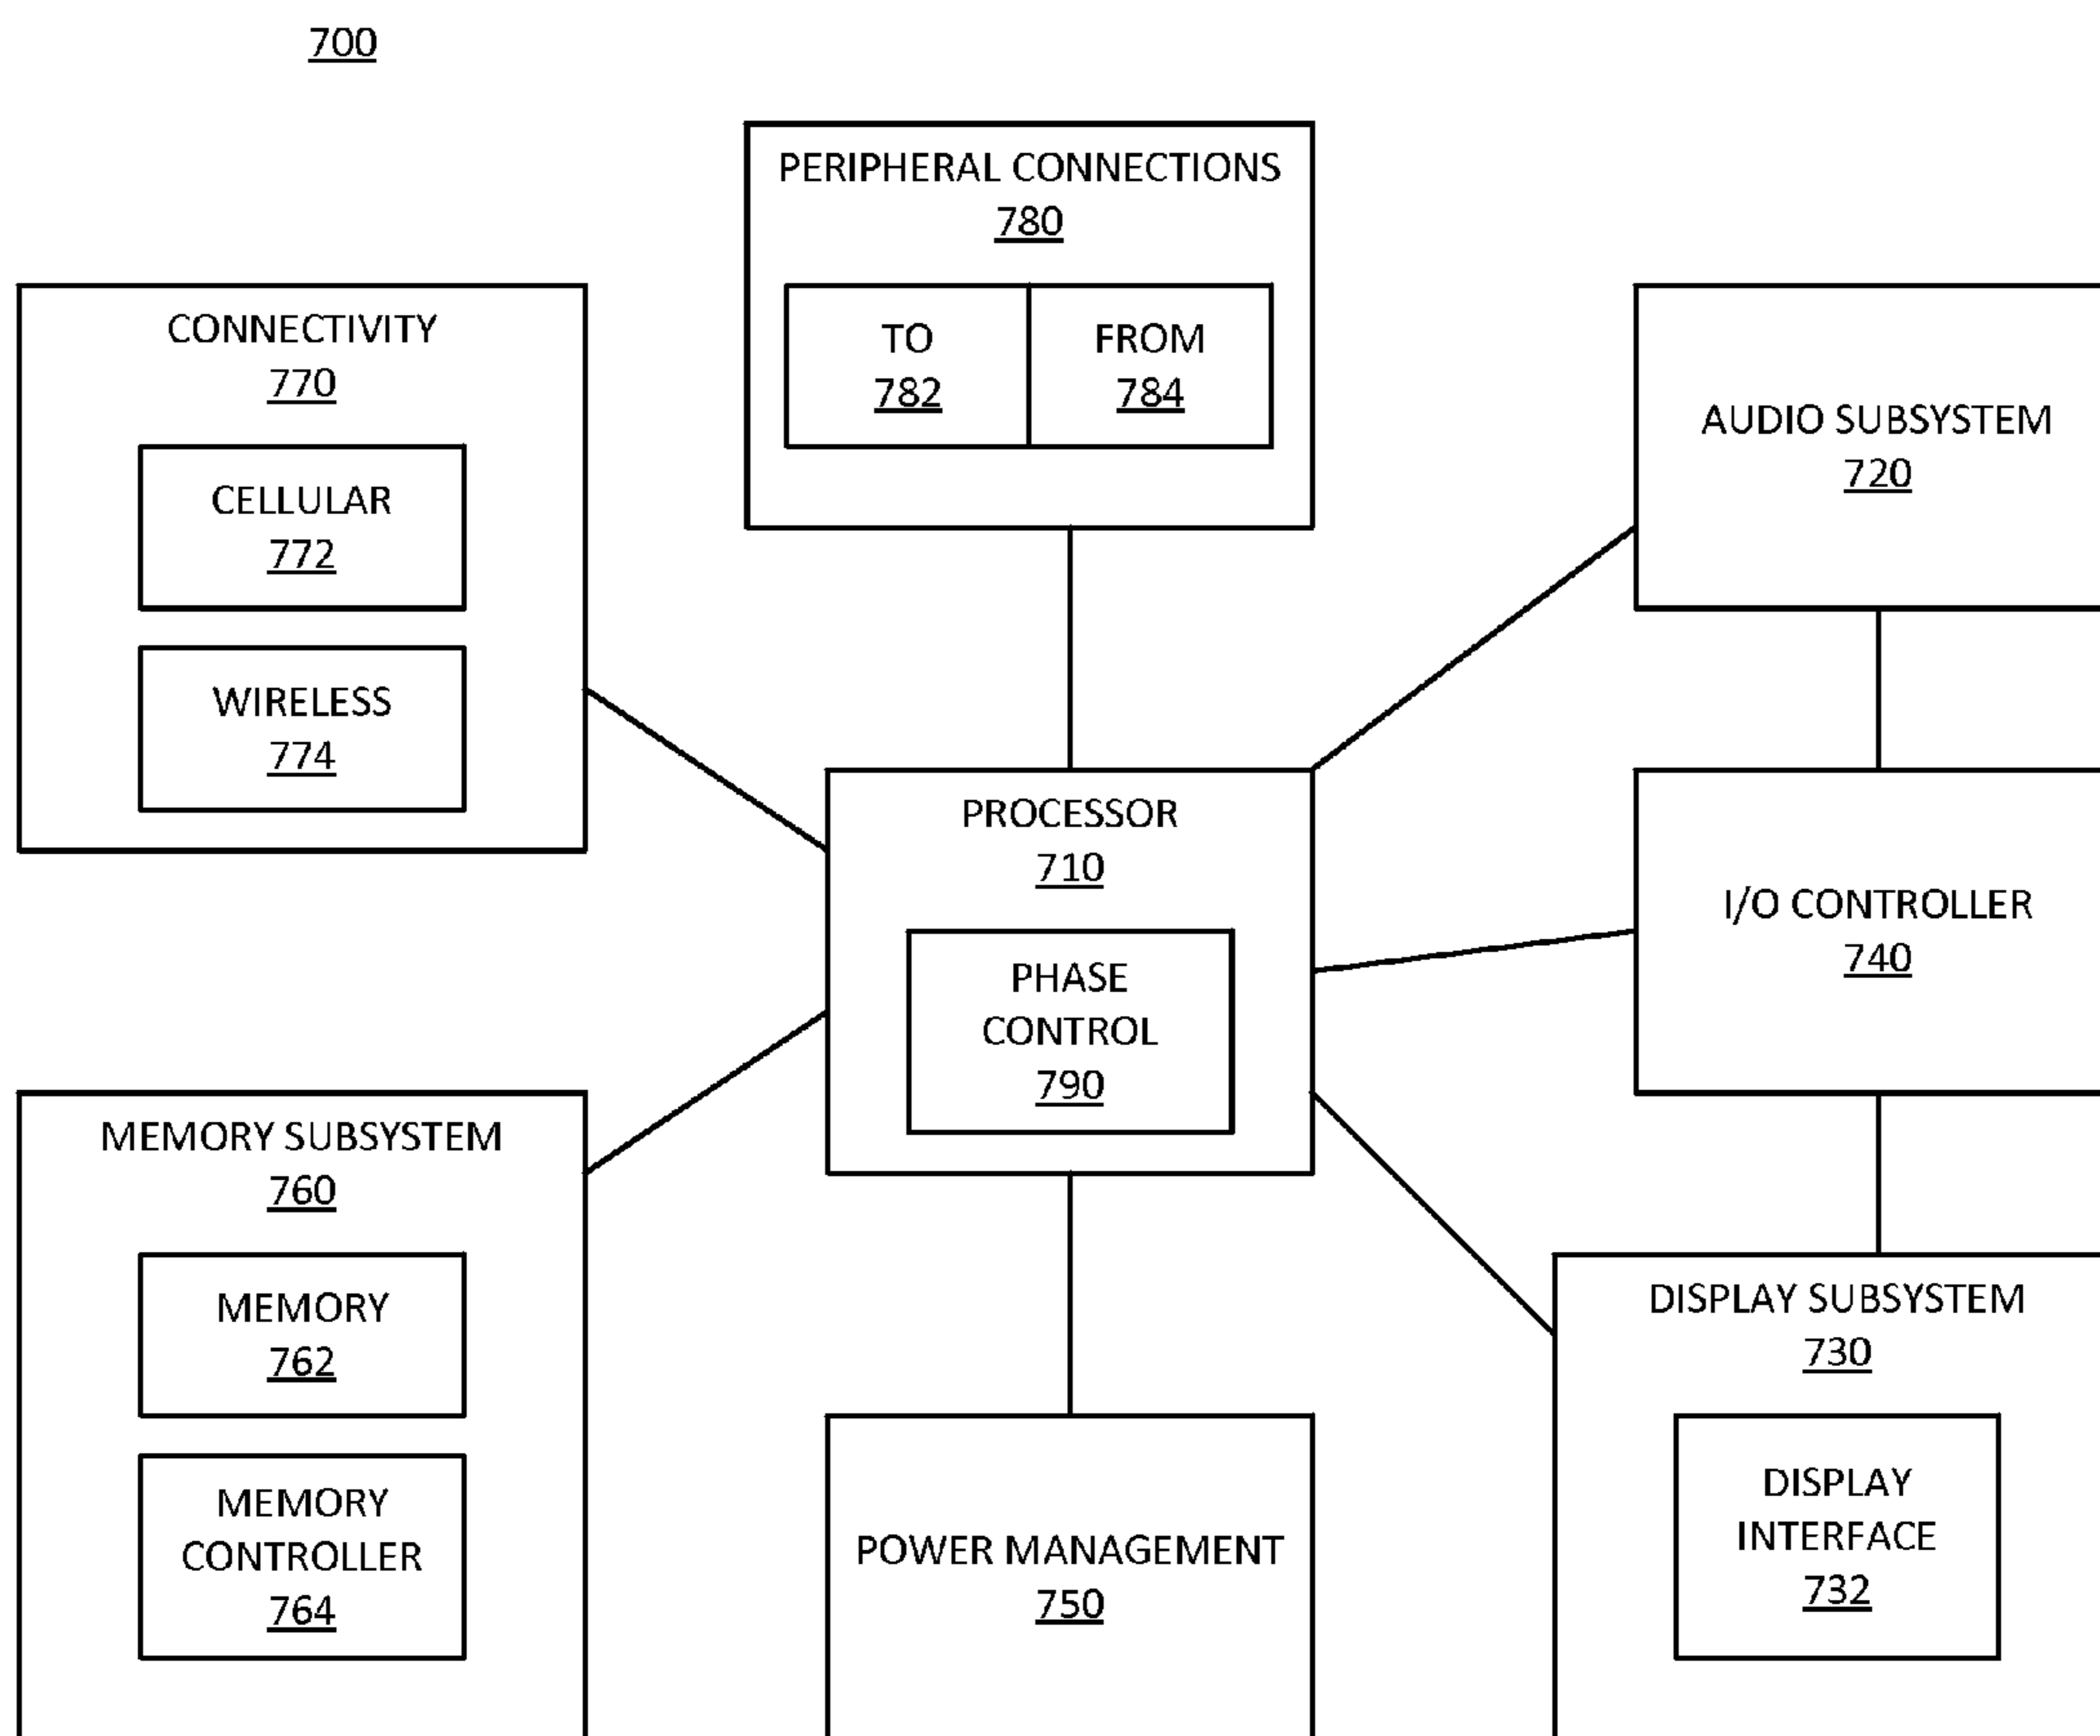 700
PERIPHERAL CONNECTIONS
780
TO
782
FROM
784
CONNECTIVITY
770
CELLULAR
772
WIRELESS
774
AUDIO SUBSYSTEM
720
PROCESSOR
710
PHASE
CONTROL
790
I/O CONTROLLER
740
MEMORY SUBSYSTEM
760
MEMORY
762
MEMORY
CONTROLLER
764
POWER MANAGEMENT
750
DISPLAY SUBSYSTEM
730
DISPLAY
INTERFACE
732